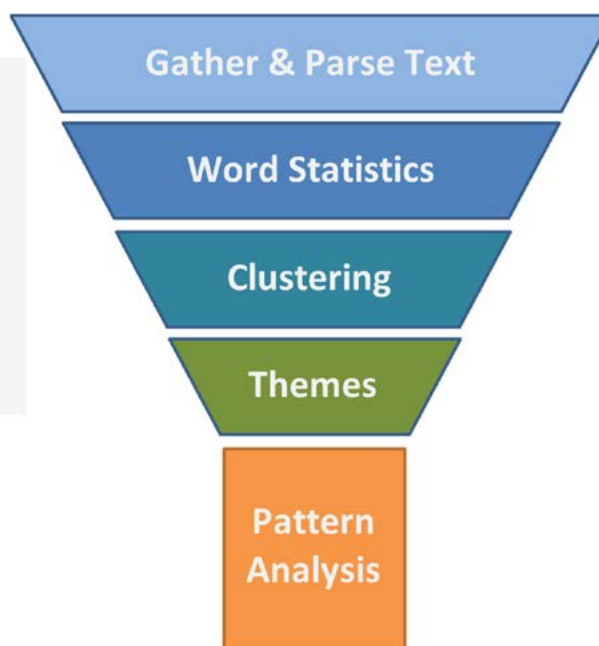 Gather & Parse Text
Word Statistics
Clustering
Themes
Pattern
Analysis